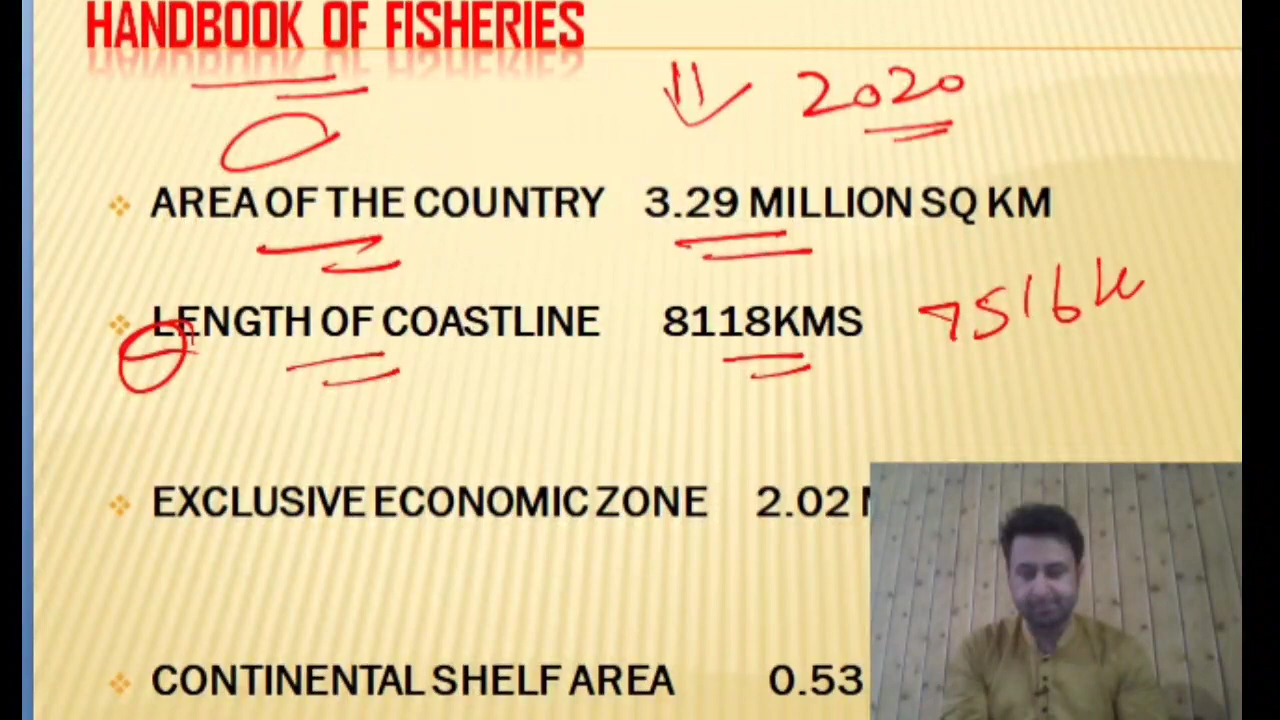 HANDBOOK OF FISHERIES
2020
AREA OF THE COUNTRY 3.29 MILLION SQ KM
LENGTH OF COASTLINE 8118KMS 7516k
EXCLUSIVE ECONOMIC ZONE 2.02
CONTINENTAL SHELF AREA 0.53